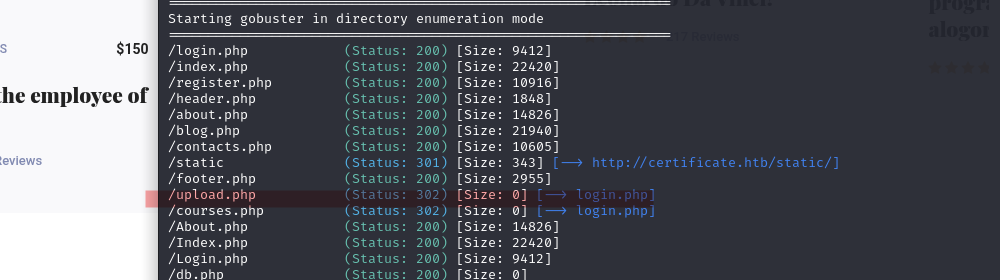 Starting gobuster in directory enumeration mode
/login.php (Status: 200) [Size: 9412]
s $150 /index.php (Status: 200) [Size: 22420]
/register.php (Status: 200) [Size: 10916]
the employee of /header.php (Status: 200) [Size: 1848]
/about.php (Status: 200) [Size: 14826]
/blog.php (Status: 200) [Size: 21940]
/contacts.php (Status: 200) [Size: 10605]
Reviews /static (Status: 301) [Size: 343] [--> http://certificate.htb/static/]
/footer.php (Status: 200) [Size: 2955]
/upload.php (Status: 302) [Size: 0] [--> login.php]
/courses.php (Status: 302) [Size: 0] [--> login.php]
/About.php (Status: 200) [Size: 14826]
/Index.php (Status: 200) [Size: 22420]
/Login.php (Status: 200) [Size: 9412]
/db.php (Status: 200) [Size: 0]